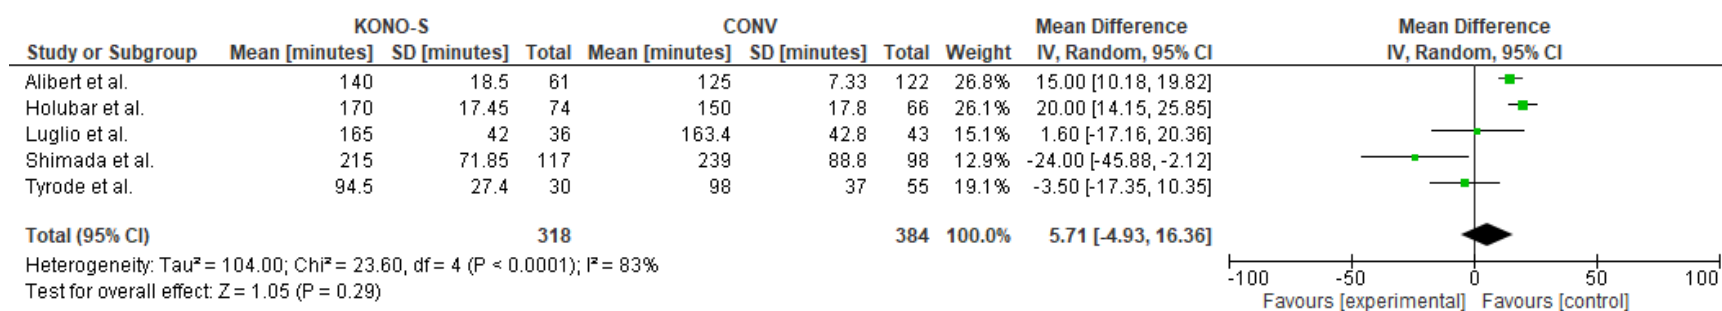 KONO-S CONV Mean Difference Mean Difference
Study or Subgroup Mean [minutes] SD [minutes] Total Mean [minutes] SD [minutes] Total Weight IV, Random, 95% CI IV, Random, 95% CI
Alibert et al. 140 18.5 61 125 7.33 122 26.8% 15.00 [10.18, 19.82]
Holubar et al. 170 17.45 74 150 17.8 66 26.1% 20.00 [14.15, 25.85]
Luglio et al. 165 42 36 163.4 42.8 43 15.1% 1.60 [-17.16, 20.36]
Shimada et al. 215 71.85 117 239 88.8 98 12.9% -24.00 [-45.88, -2.12]
Tyrode et al. 94.5 27.4 30 98 37 55 19.1% -3.50 [-17.35, 10.35]
Total (95% CI) 318 384 100.0% 5.71 [-4.93, 16.36]
Heterogeneity: Tau² = 104.00; Chi² = 23.60, df = 4 (P < 0.0001); I² = 83%
Test for overall effect: Z = 1.05 (P = 0.29)
-100 -50 0 50 100
Favours [experimental] Favours [control]